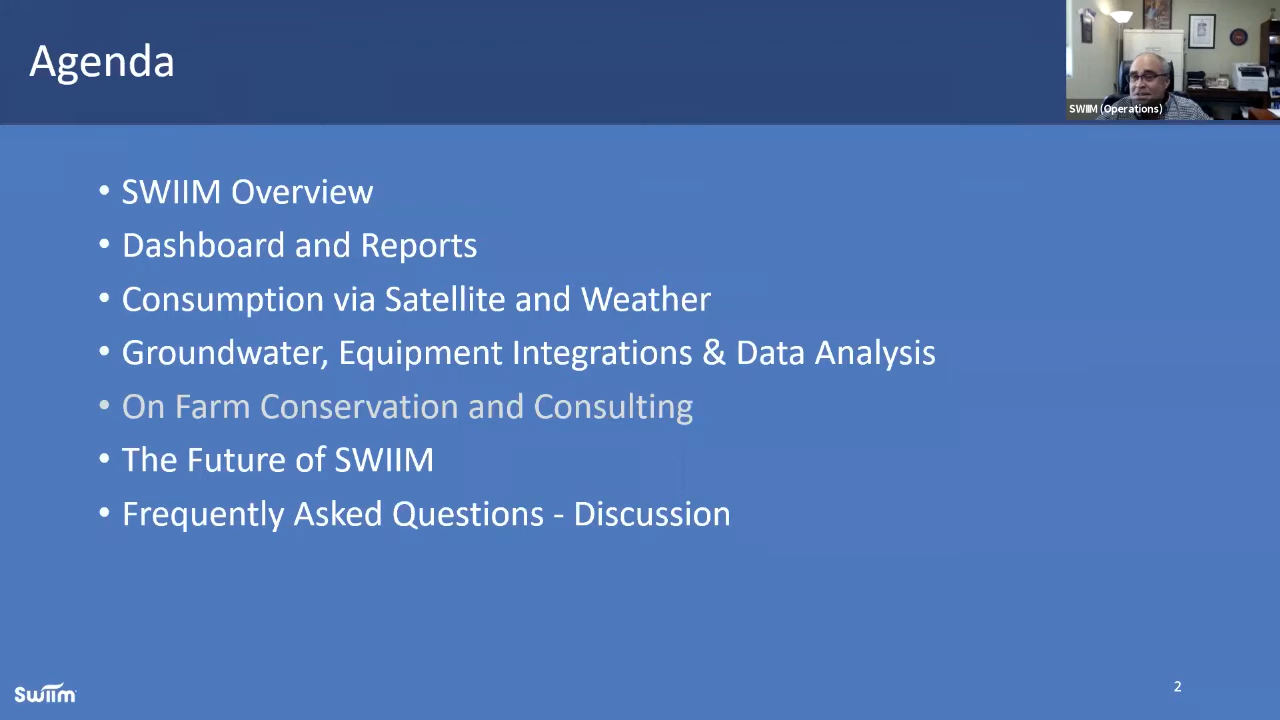 Agenda
SWIIM (Operations)
• SWIIM Overview
• Dashboard and Reports
• Consumption via Satellite and Weather
• Groundwater, Equipment Integrations & Data Analysis
• On Farm Conservation and Consulting
• The Future of SWIIM
• Frequently Asked Questions - Discussion
Swiim
2